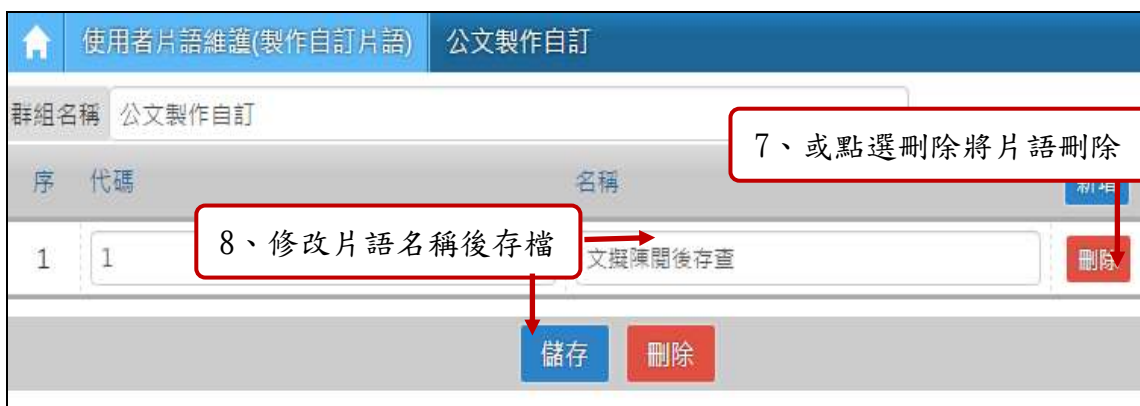 使用者片語維護(製作自訂片語) 公文製作自訂
群組名稱 公文製作自訂
7、或點選刪除將片語刪除
序 代碼 名稱 新增
8、修改片語名稱後存檔
1 1 文擬陳閱後存查 刪除
儲存 刪除